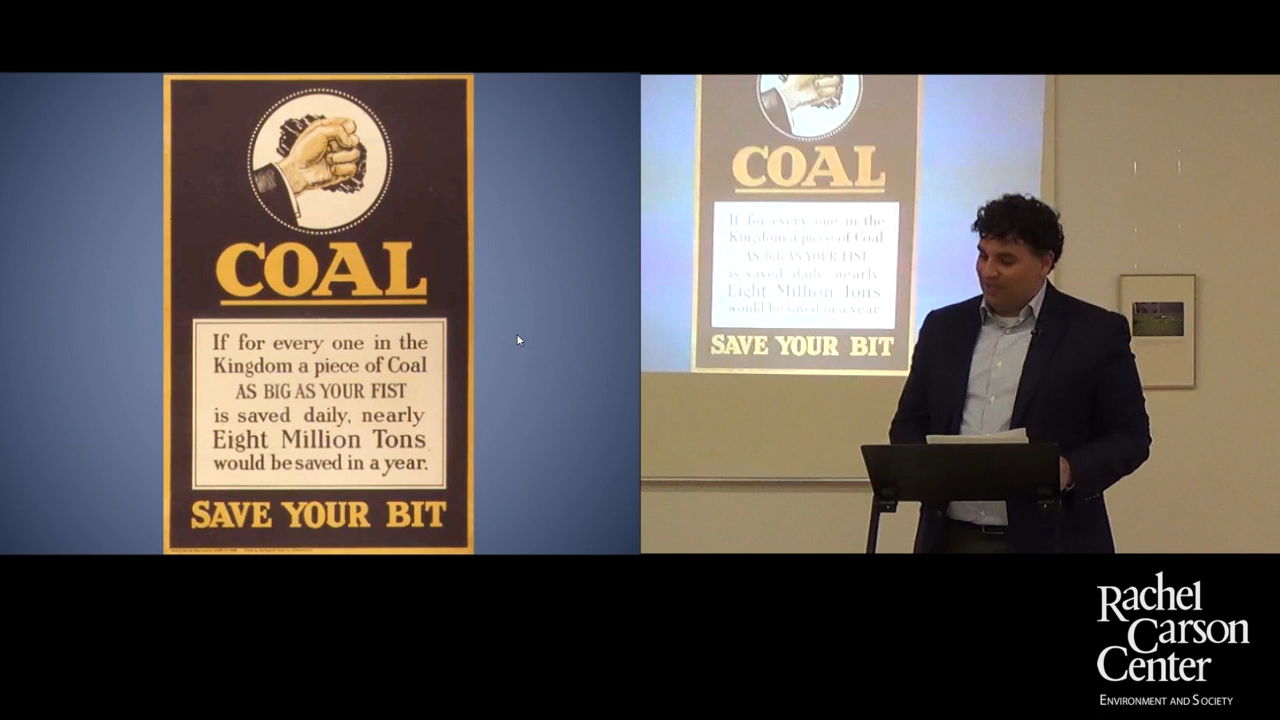 COAL
If for every one in the
Kingdom a piece of Coal
AS BIG AS YOUR FIST
is saved daily, nearly
Eight Million Tons
would be saved in a year.
SAVE YOUR BIT
COAL
If for every one in the
Kingdom a piece of Coal
AS BIG AS YOUR FIST
is saved daily, nearly
Eight Million Tons
would be saved in a year.
SAVE YOUR BIT
Rachel
Carson
Center
ENVIRONMENT AND SOCIETY